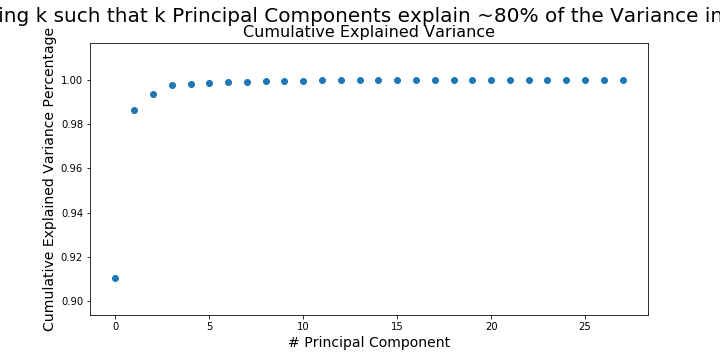 ing k such that k Principal Components explain ~80% of the Variance in
Cumulative Explained Variance
Cumulative Explained Variance Percentage
1.00
0.98
0.96
0.94
0.92
0.90
0 5 10 15 20 25
# Principal Component